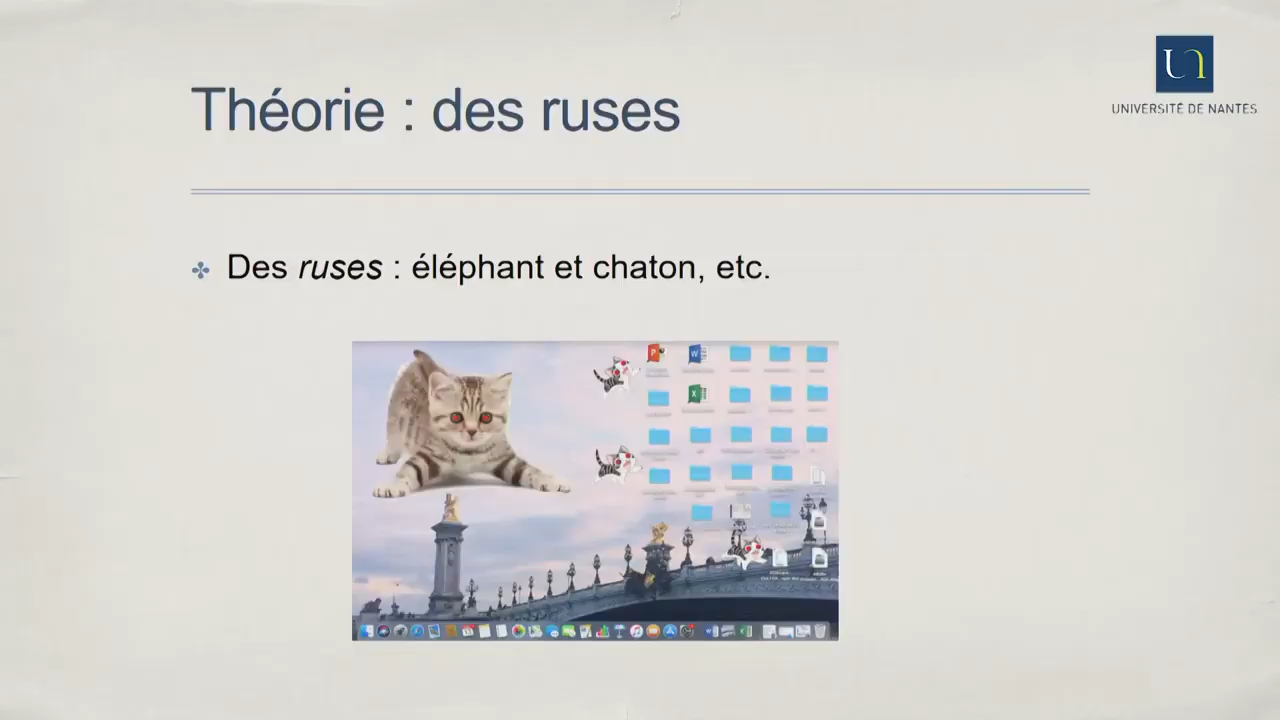 Théorie : des ruses
UNIVERSITÉ DE NANTES
Des ruses : éléphant et chaton, etc.